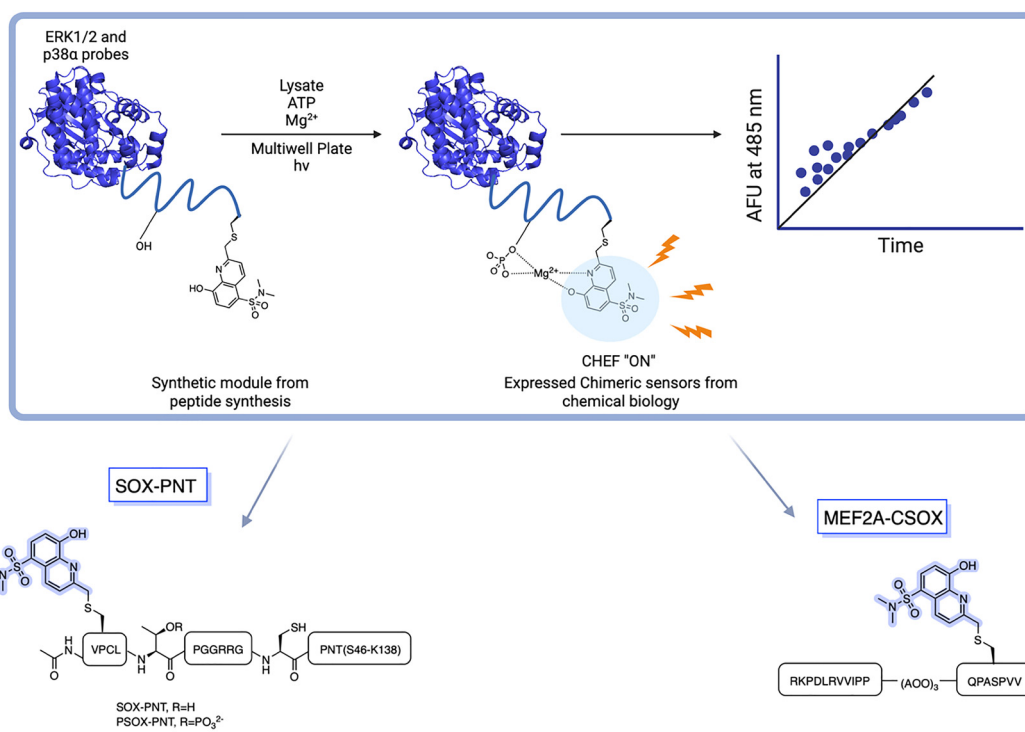 ERK1/2 and
p38α probes
Lysate
ATP
Mg²⁺
Multiwell Plate
hν
OH
S
N
HO
S
O
O
N
O
P
O
O
O
Mg²⁺
S
N
O
S
O
O
N
CHEF "ON"
Synthetic module from
peptide synthesis
Expressed Chimeric sensors from
chemical biology
AFU at 485 nm
Time
SOX-PNT
OH
O
S
O
N
N
S
O
H
N
VPCL
N
H
OR
O
PGGRRG
N
H
SH
O
PNT(S46-K138)
SOX-PNT, R=H
PSOX-PNT, R=PO₃²⁻
MEF2A-CSOX
OH
O
S
O
N
N
S
RKPDLRVVIPP
(AOO)₃
QPASPVV